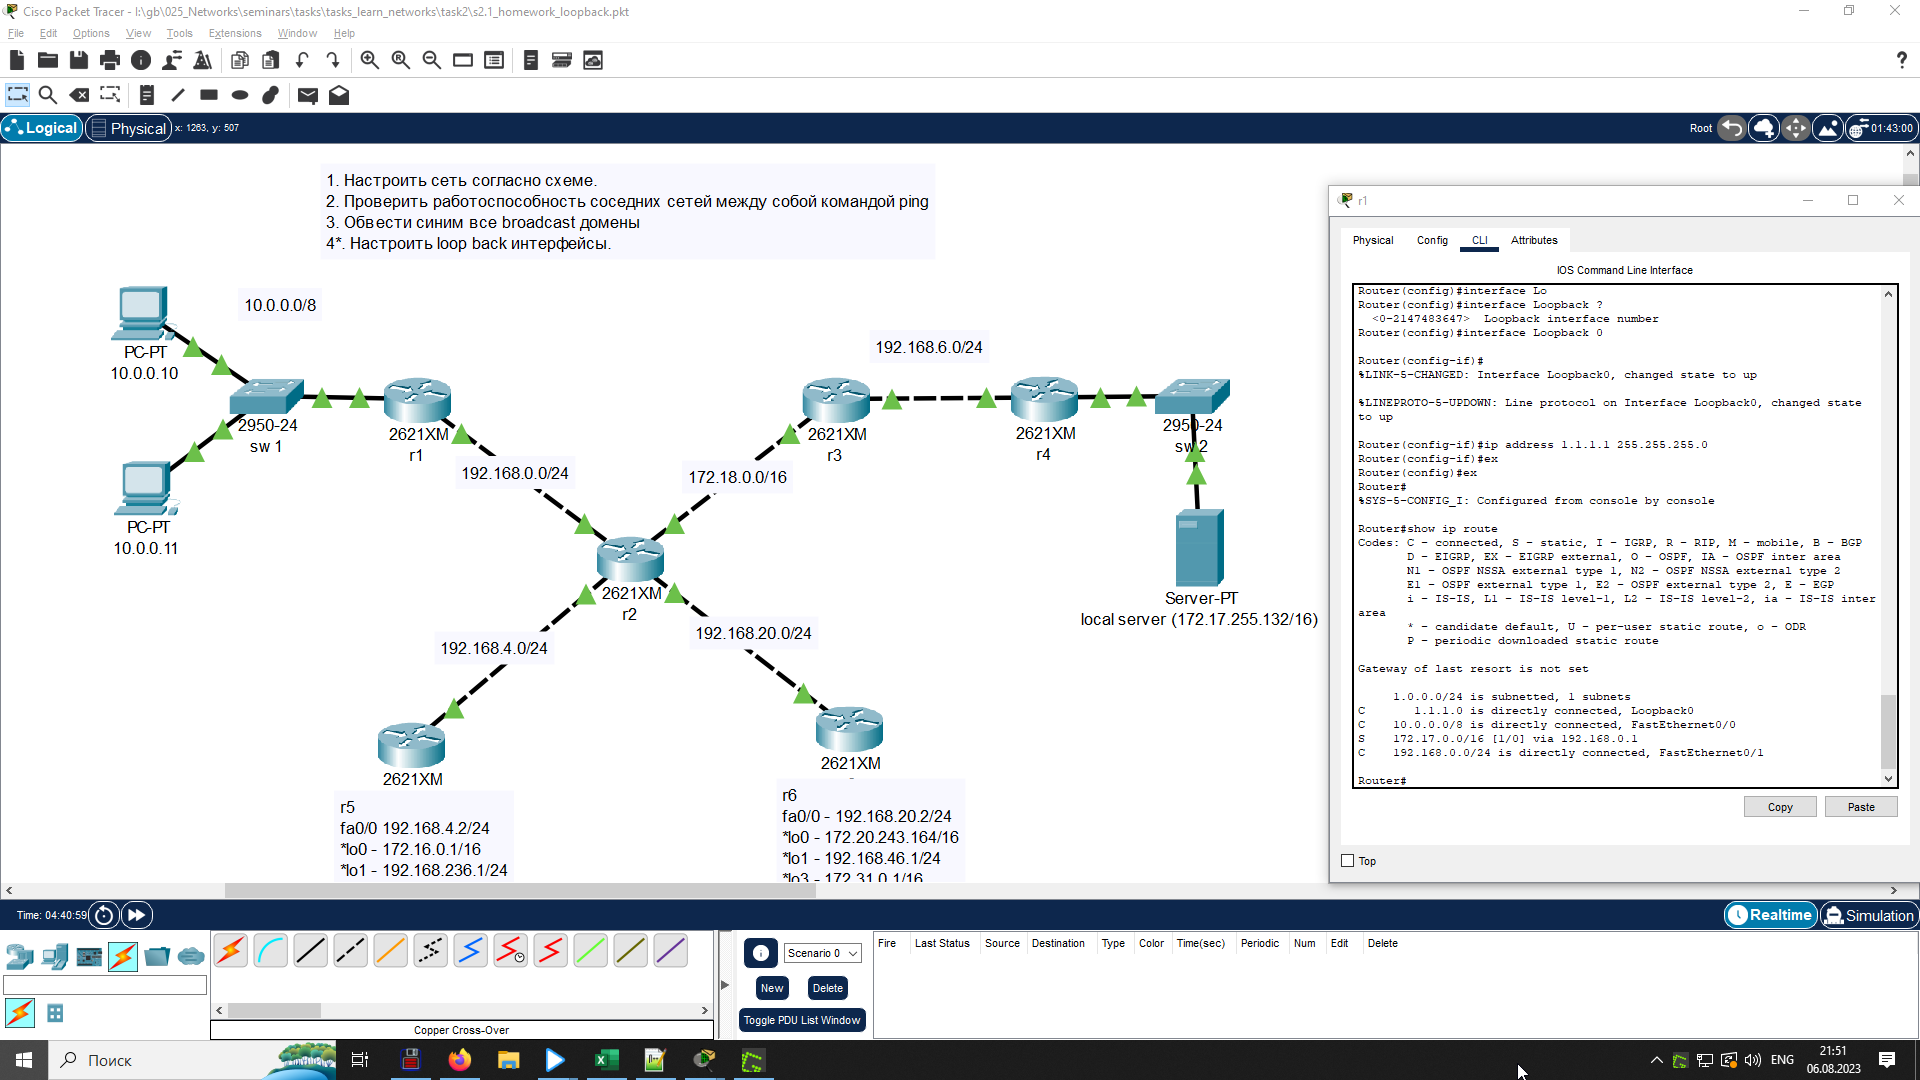 Cisco Packet Tracer - I:\gb\025_Networks\seminars\tasks\tasks_learn_networks\task2\s2.1_homework_loopback.pkt
File Edit Options View Tools Extensions Window Help
?
Logical Physical x: 1263, y: 507
Root 01:43:00
1. Настроить сеть согласно схеме.
2. Проверить работоспособность соседних сетей между собой командой ping
3. Обвести синим все broadcast домены
4*. Настроить loop back интерфейсы.
10.0.0.0/8
PC-PT
10.0.0.10
2950-24
sw 1
2621XM
r1
PC-PT
10.0.0.11
192.168.0.0/24
172.18.0.0/16
192.168.6.0/24
2621XM
r3
2621XM
r4
2950-24
sw 2
2621XM
r2
Server-PT
local server (172.17.255.132/16)
192.168.4.0/24
192.168.20.0/24
2621XM
2621XM
r5
fa0/0 192.168.4.2/24
*lo0 - 172.16.0.1/16
*lo1 - 192.168.236.1/24
r6
fa0/0 - 192.168.20.2/24
*lo0 - 172.20.243.164/16
*lo1 - 192.168.46.1/24
*lo3 - 172.31.0.1/16
r1
Physical Config CLI Attributes
IOS Command Line Interface
Router(config)#interface Lo
Router(config)#interface Loopback ?
<0-2147483647> Loopback interface number
Router(config)#interface Loopback 0
Router(config-if)#
%LINK-5-CHANGED: Interface Loopback0, changed state to up
%LINEPROTO-5-UPDOWN: Line protocol on Interface Loopback0, changed state
to up
Router(config-if)#ip address 1.1.1.1 255.255.255.0
Router(config-if)#ex
Router(config)#ex
Router#
%SYS-5-CONFIG_I: Configured from console by console
Router#show ip route
Codes: C - connected, S - static, I - IGRP, R - RIP, M - mobile, B - BGP
D - EIGRP, EX - EIGRP external, O - OSPF, IA - OSPF inter area
N1 - OSPF NSSA external type 1, N2 - OSPF NSSA external type 2
E1 - OSPF external type 1, E2 - OSPF external type 2, E - EGP
i - IS-IS, L1 - IS-IS level-1, L2 - IS-IS level-2, ia - IS-IS inter
area
* - candidate default, U - per-user static route, o - ODR
P - periodic downloaded static route
Gateway of last resort is not set
1.0.0.0/24 is subnetted, 1 subnets
C 1.1.1.0 is directly connected, Loopback0
C 10.0.0.0/8 is directly connected, FastEthernet0/0
S 172.17.0.0/16 [1/0] via 192.168.0.1
C 192.168.0.0/24 is directly connected, FastEthernet0/1
Router#
Copy Paste
Top
Time: 04:40:59
Realtime Simulation
Scenario 0
New Delete
Toggle PDU List Window
Fire Last Status Source Destination Type Color Time(sec) Periodic Num Edit Delete
Copper Cross-Over
Поиск
ENG
21:51
06.08.2023